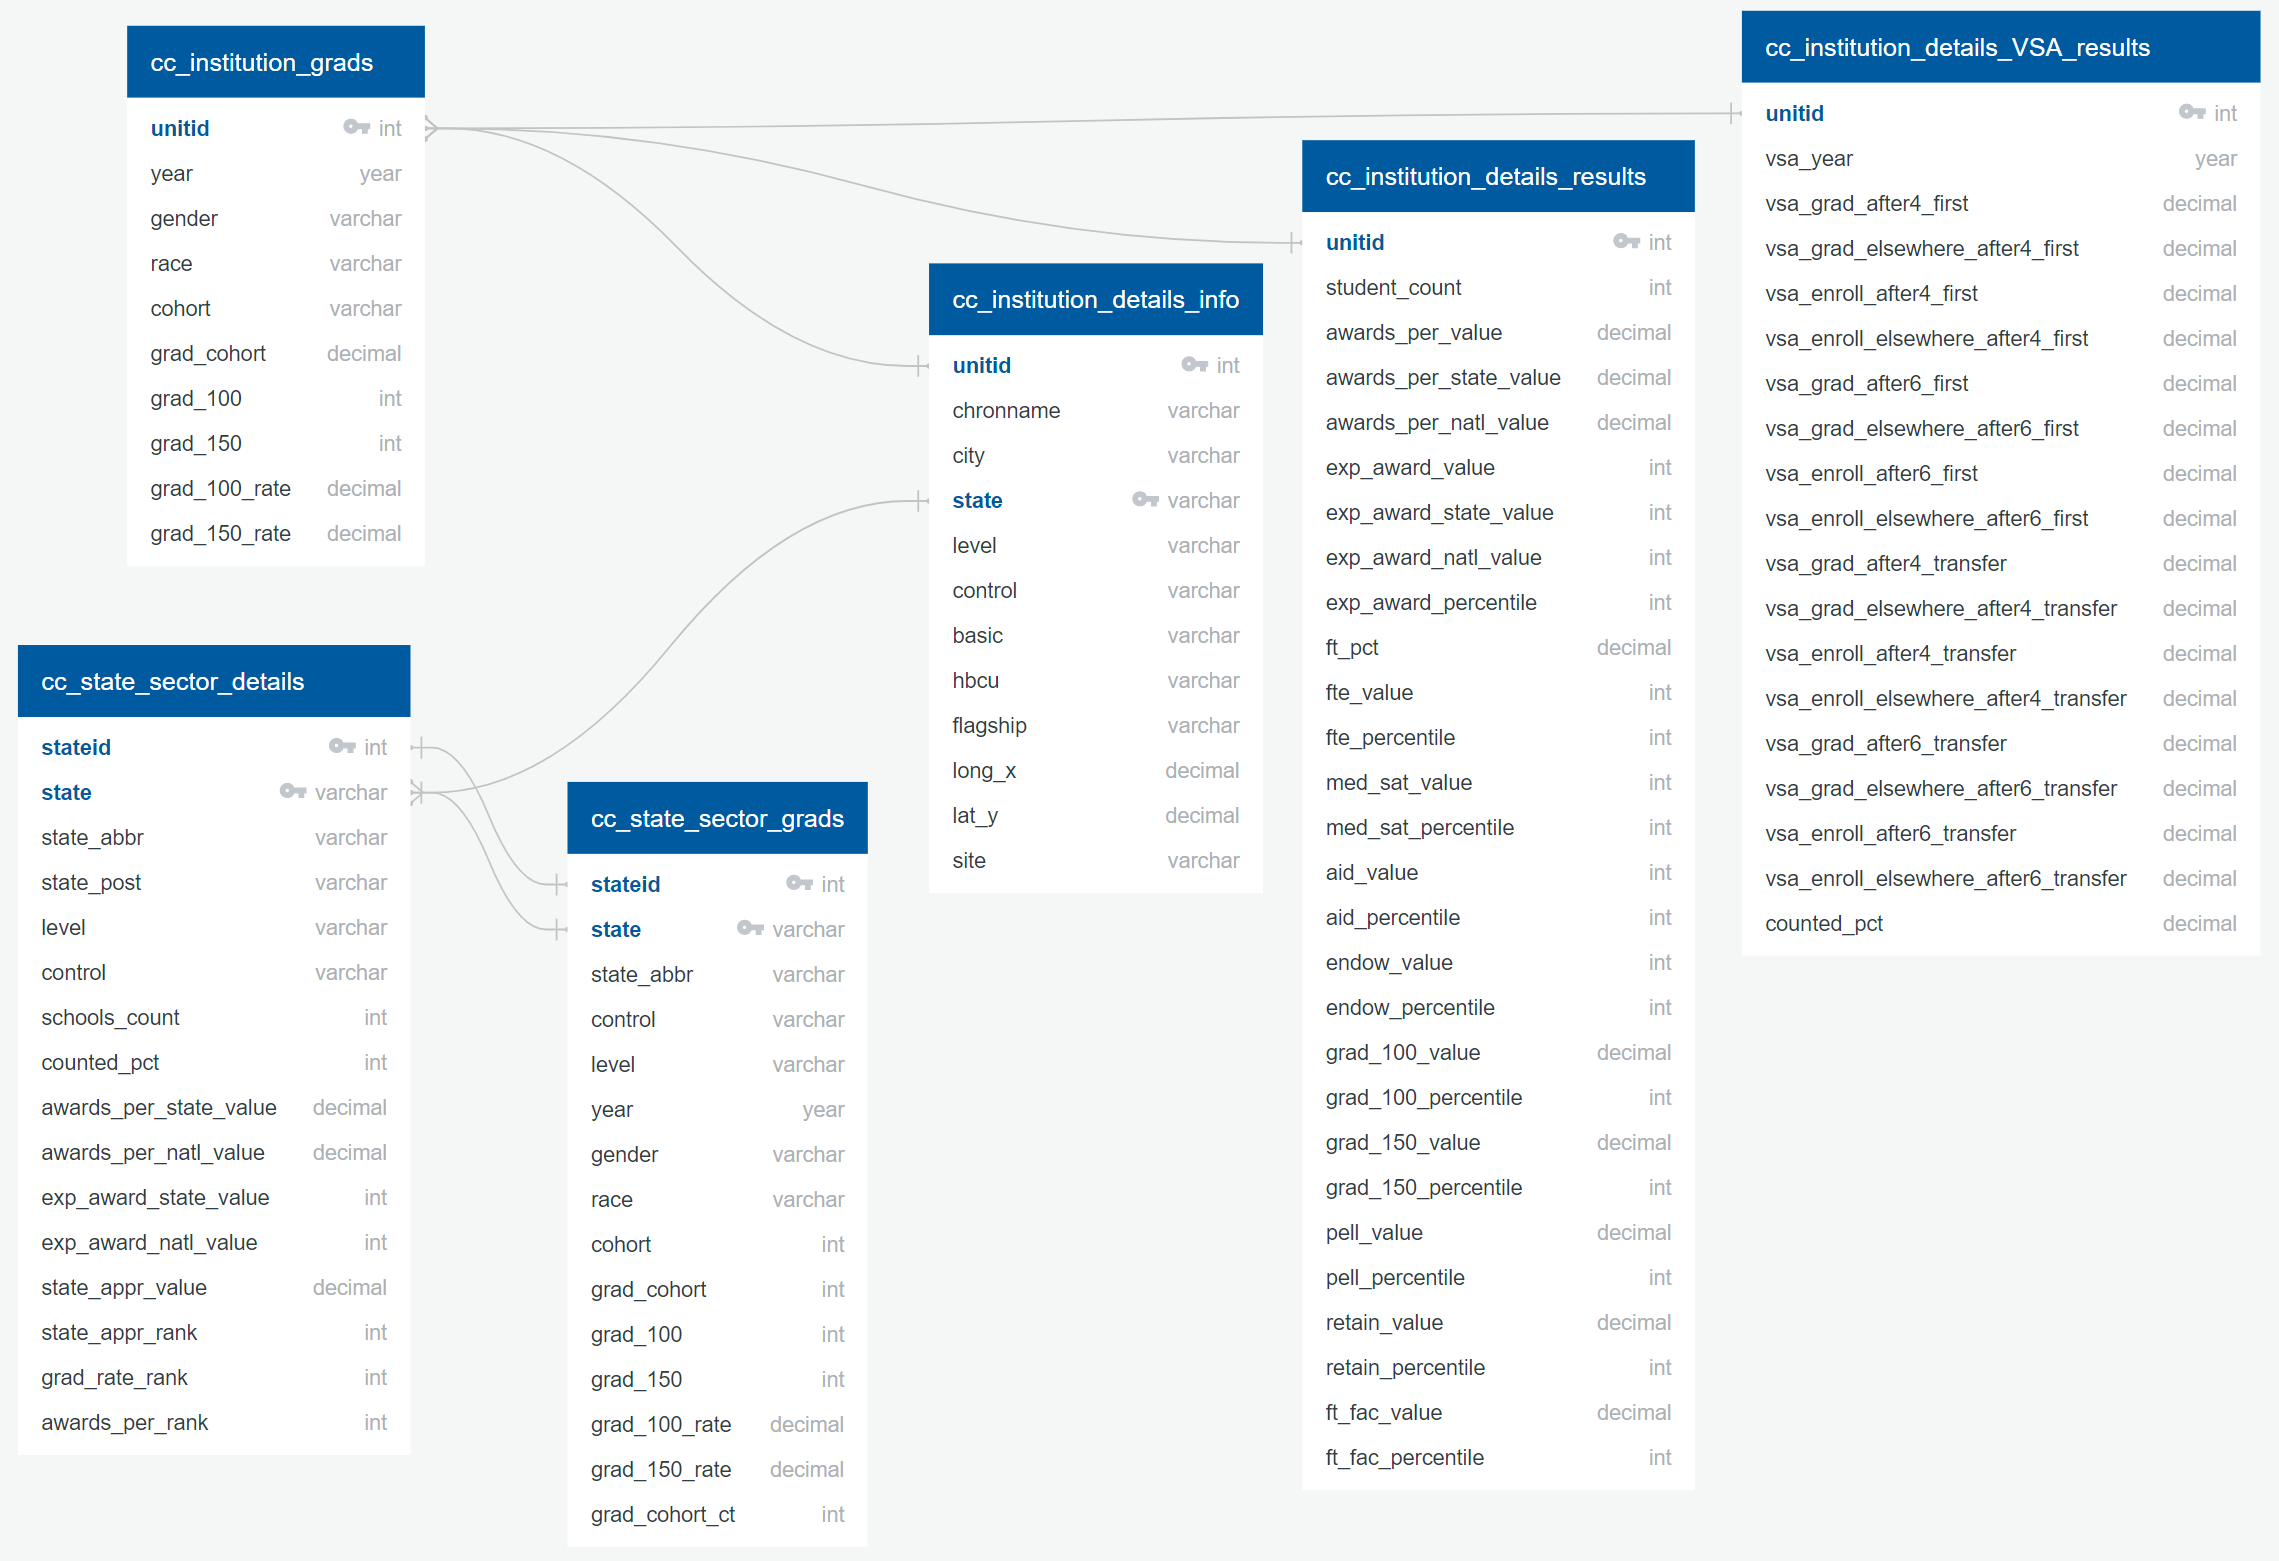 cc_institution_grads
unitid int
year year
gender varchar
race varchar
cohort varchar
grad_cohort decimal
grad_100 int
grad_150 int
grad_100_rate decimal
grad_150_rate decimal
cc_state_sector_details
stateid int
state varchar
state_abbr varchar
state_post varchar
level varchar
control varchar
schools_count int
counted_pct int
awards_per_state_value decimal
awards_per_natl_value decimal
exp_award_state_value int
exp_award_natl_value int
state_appr_value decimal
state_appr_rank int
grad_rate_rank int
awards_per_rank int
cc_state_sector_grads
stateid int
state varchar
state_abbr varchar
control varchar
level varchar
year year
gender varchar
race varchar
cohort int
grad_cohort int
grad_100 int
grad_150 int
grad_100_rate decimal
grad_150_rate decimal
grad_cohort_ct int
cc_institution_details_info
unitid int
chronname varchar
city varchar
state varchar
level varchar
control varchar
basic varchar
hbcu varchar
flagship varchar
long_x decimal
lat_y decimal
site varchar
cc_institution_details_results
unitid int
student_count int
awards_per_value decimal
awards_per_state_value decimal
awards_per_natl_value decimal
exp_award_value int
exp_award_state_value int
exp_award_natl_value int
exp_award_percentile int
ft_pct decimal
fte_value int
fte_percentile int
med_sat_value int
med_sat_percentile int
aid_value int
aid_percentile int
endow_value int
endow_percentile int
grad_100_value decimal
grad_100_percentile int
grad_150_value decimal
grad_150_percentile int
pell_value decimal
pell_percentile int
retain_value decimal
retain_percentile int
ft_fac_value decimal
ft_fac_percentile int
cc_institution_details_VSA_results
unitid int
vsa_year year
vsa_grad_after4_first decimal
vsa_grad_elsewhere_after4_first decimal
vsa_enroll_after4_first decimal
vsa_enroll_elsewhere_after4_first decimal
vsa_grad_after6_first decimal
vsa_grad_elsewhere_after6_first decimal
vsa_enroll_after6_first decimal
vsa_enroll_elsewhere_after6_first decimal
vsa_grad_after4_transfer decimal
vsa_grad_elsewhere_after4_transfer decimal
vsa_enroll_after4_transfer decimal
vsa_enroll_elsewhere_after4_transfer decimal
vsa_grad_after6_transfer decimal
vsa_grad_elsewhere_after6_transfer decimal
vsa_enroll_after6_transfer decimal
vsa_enroll_elsewhere_after6_transfer decimal
counted_pct decimal